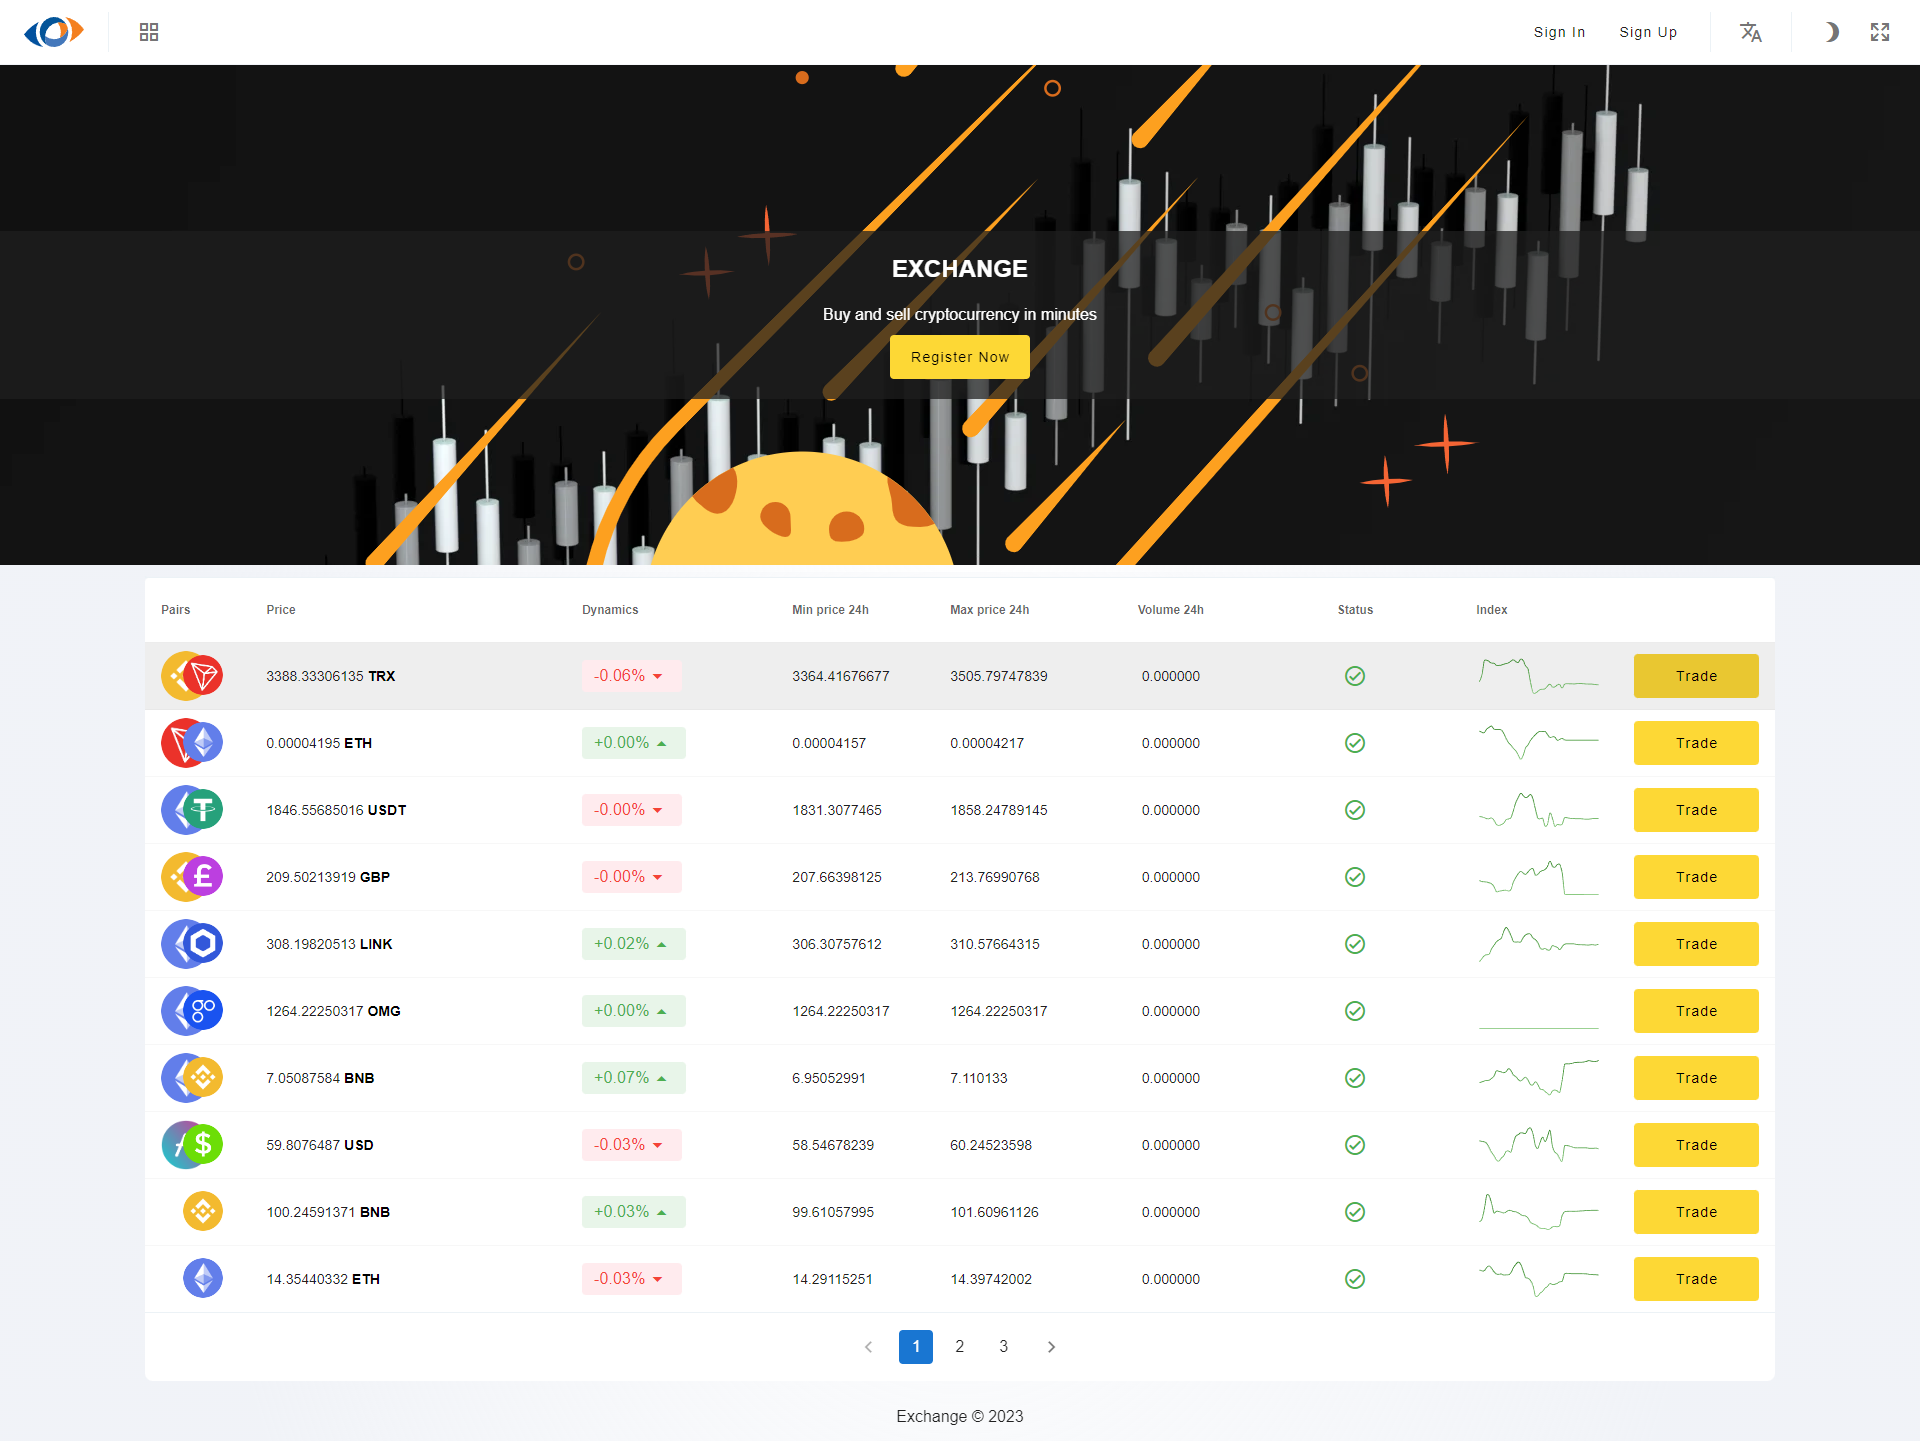 Sign In Sign Up
EXCHANGE
Buy and sell cryptocurrency in minutes
Register Now
Pairs Price Dynamics Min price 24h Max price 24h Volume 24h Status Index
3388.33306135 TRX -0.06% 3364.41676677 3505.79747839 0.000000 Trade
0.00004195 ETH +0.00% 0.00004157 0.00004217 0.000000 Trade
1846.55685016 USDT -0.00% 1831.3077465 1858.24789145 0.000000 Trade
209.50213919 GBP -0.00% 207.66398125 213.76990768 0.000000 Trade
308.19820513 LINK +0.02% 306.30757612 310.57664315 0.000000 Trade
1264.22250317 OMG +0.00% 1264.22250317 1264.22250317 0.000000 Trade
7.05087584 BNB +0.07% 6.95052991 7.110133 0.000000 Trade
59.8076487 USD -0.03% 58.54678239 60.24523598 0.000000 Trade
100.24591371 BNB +0.03% 99.61057995 101.60961126 0.000000 Trade
14.35440332 ETH -0.03% 14.29115251 14.39742002 0.000000 Trade
1 2 3
Exchange © 2023